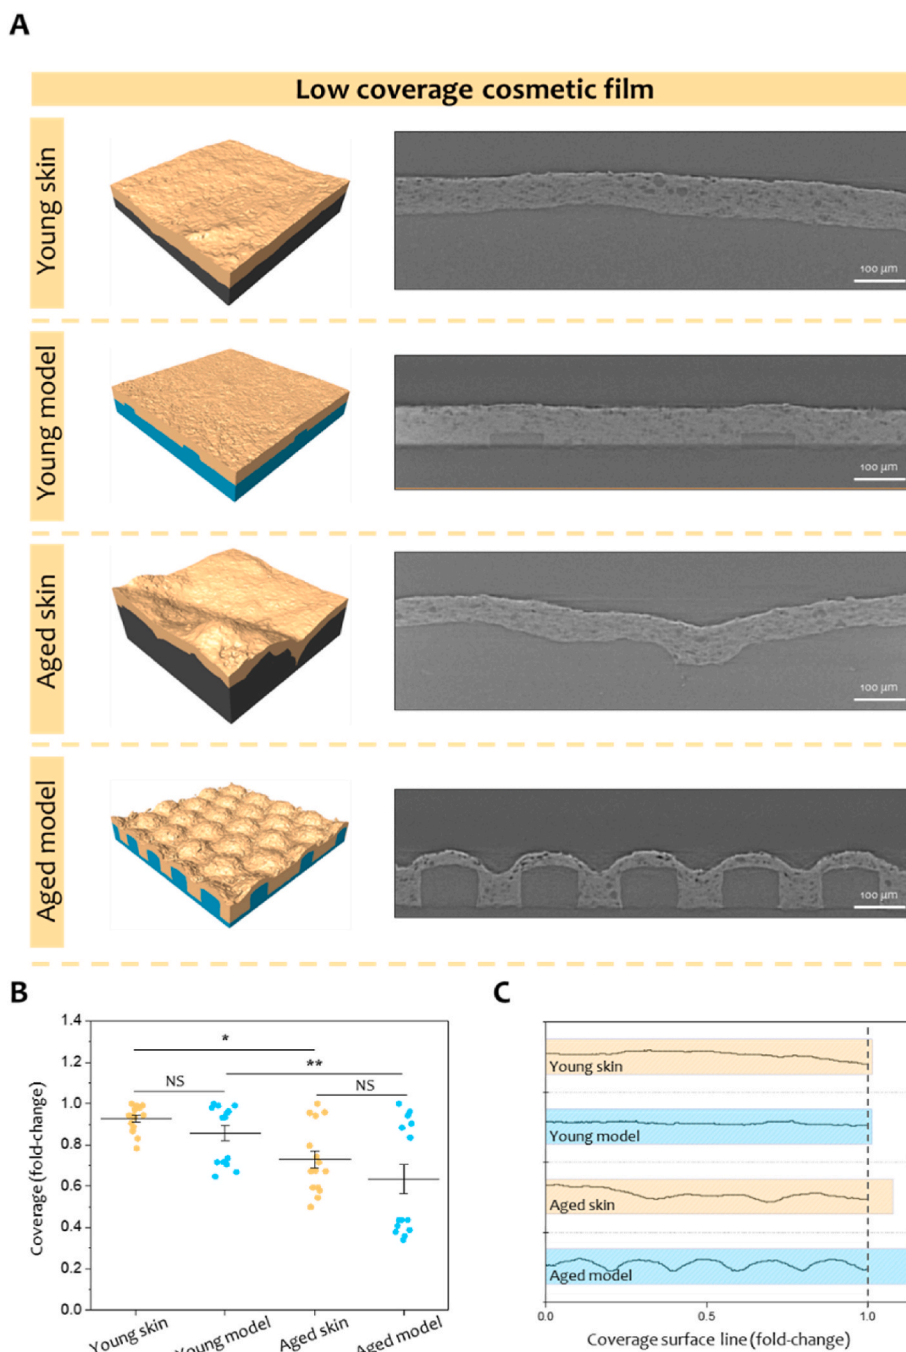 A
Low coverage cosmetic film
Young skin
100 µm
Young model
100 µm
Aged skin
100 µm
Aged model
100 µm
B
1.4
1.2
1.0
0.8
0.6
0.4
0.2
0.0
Coverage (fold-change)
*
**
NS
NS
Young skin
Young model
Aged skin
Aged model
C
Young skin
Young model
Aged skin
Aged model
0.0
0.5
1.0
Coverage surface line (fold-change)